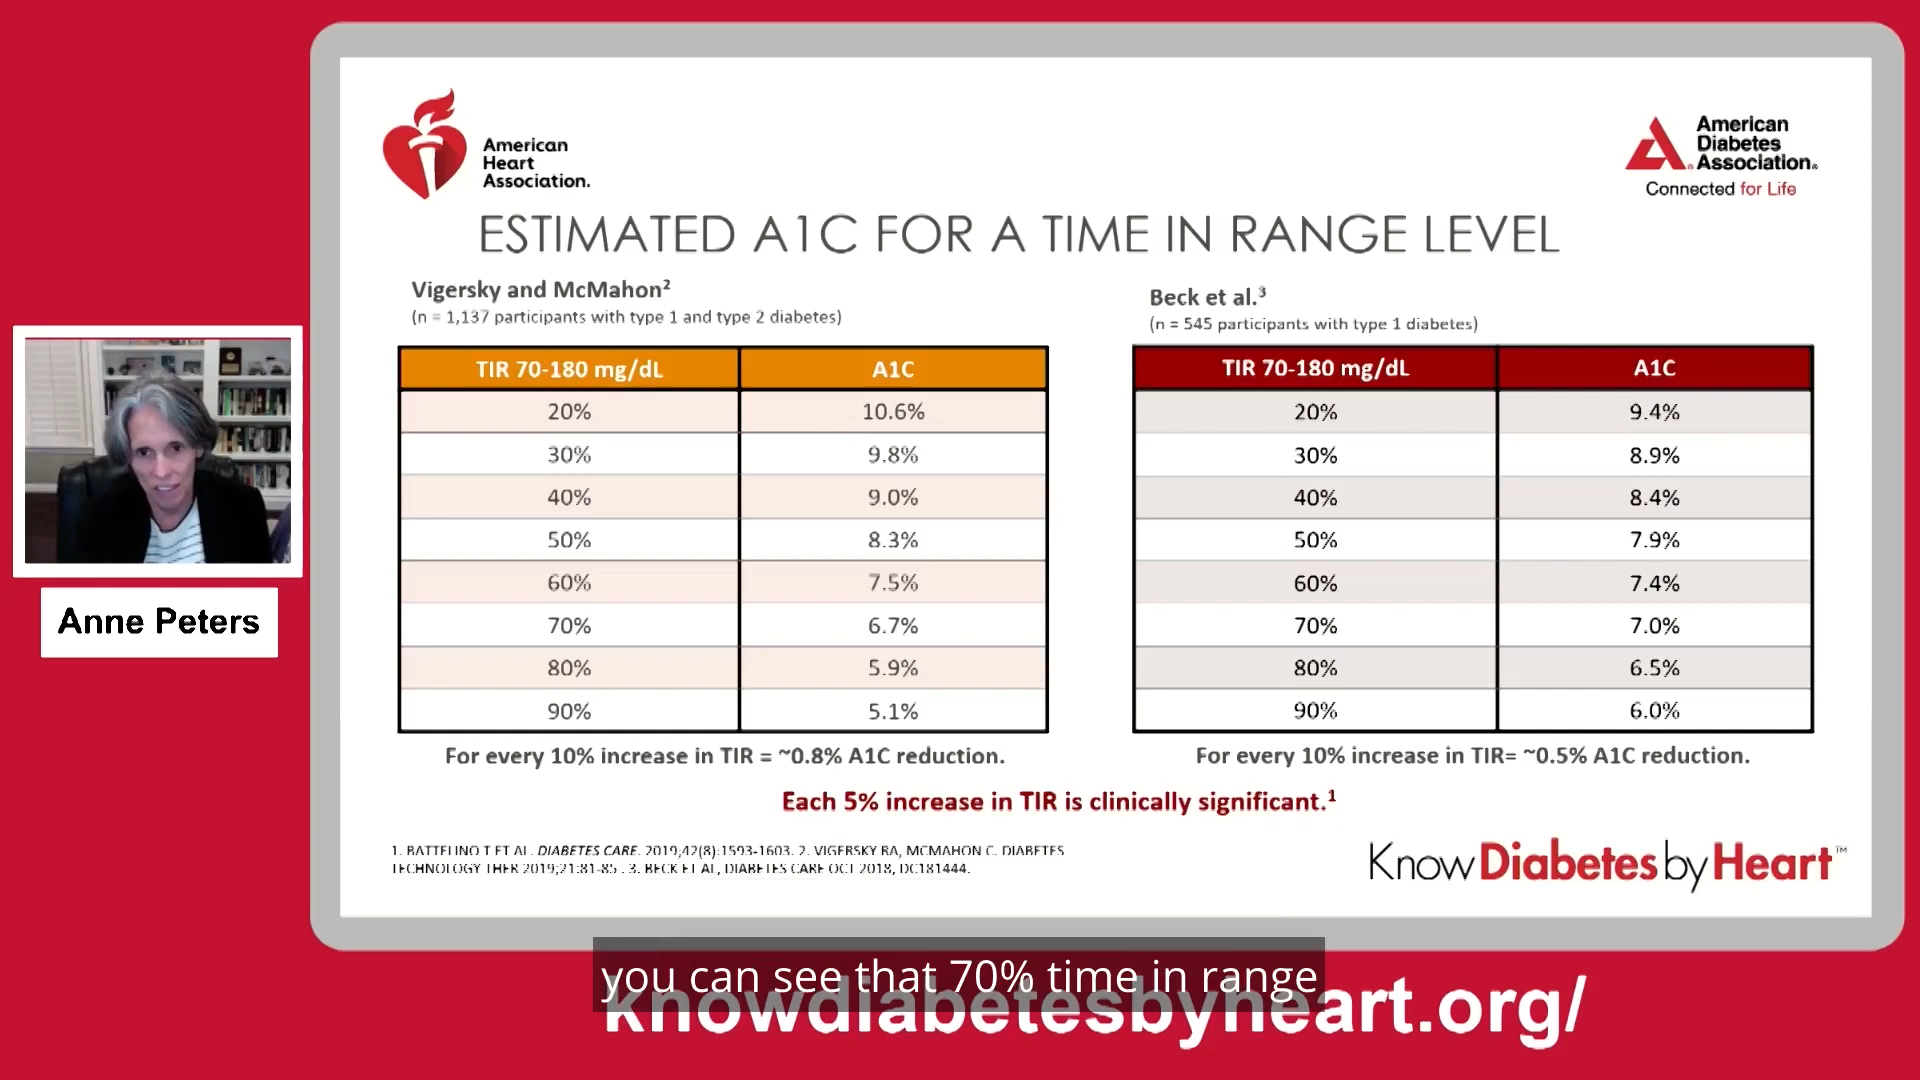 American
Heart
Association.
American
Diabetes
Association®
Connected for Life
ESTIMATED A1C FOR A TIME IN RANGE LEVEL
Vigersky and McMahon²
(n = 1,137 participants with type 1 and type 2 diabetes)
TIR 70-180 mg/dL A1C
20% 10.6%
30% 9.8%
40% 9.0%
50% 8.3%
60% 7.5%
70% 6.7%
80% 5.9%
90% 5.1%
For every 10% increase in TIR = ~0.8% A1C reduction.
Beck et al.³
(n = 545 participants with type 1 diabetes)
TIR 70-180 mg/dL A1C
20% 9.4%
30% 8.9%
40% 8.4%
50% 7.9%
60% 7.4%
70% 7.0%
80% 6.5%
90% 6.0%
For every 10% increase in TIR= ~0.5% A1C reduction.
Each 5% increase in TIR is clinically significant.¹
1. BATTELINO T ET AL. DIABETES CARE. 2019;42(8):1593-1603. 2. VIGERSKY RA, MCMAHON C. DIABETES
TECHNOLOGY THER 2019;21:81-85 . 3. BECK ET AL, DIABETES CARE OCT 2018, DC181444.
Know Diabetes by Heart™
Anne Peters
you can see that 70% time in range
knowdiabetesbyheart.org/